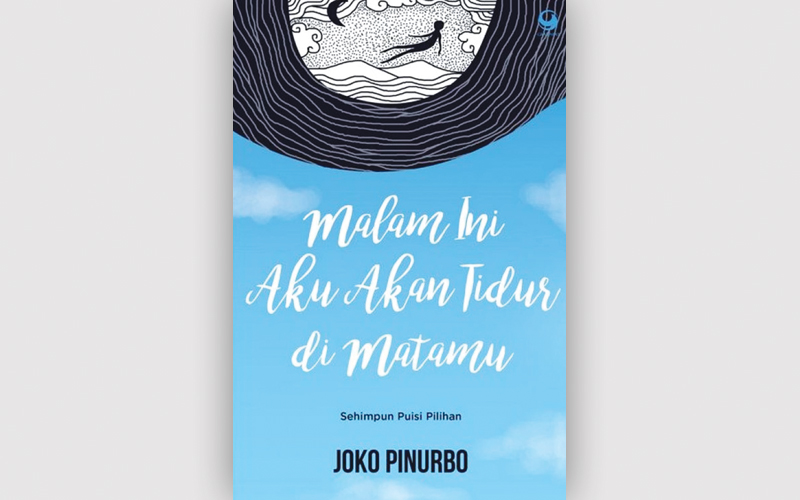 Malam Ini
Aku Akan Tidur
di Matamu
Sehimpun Puisi Pilihan
JOKO PINURBO